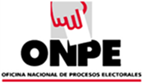 ONPE
OFICINA NACIONAL DE PROCESOS ELECTORALES